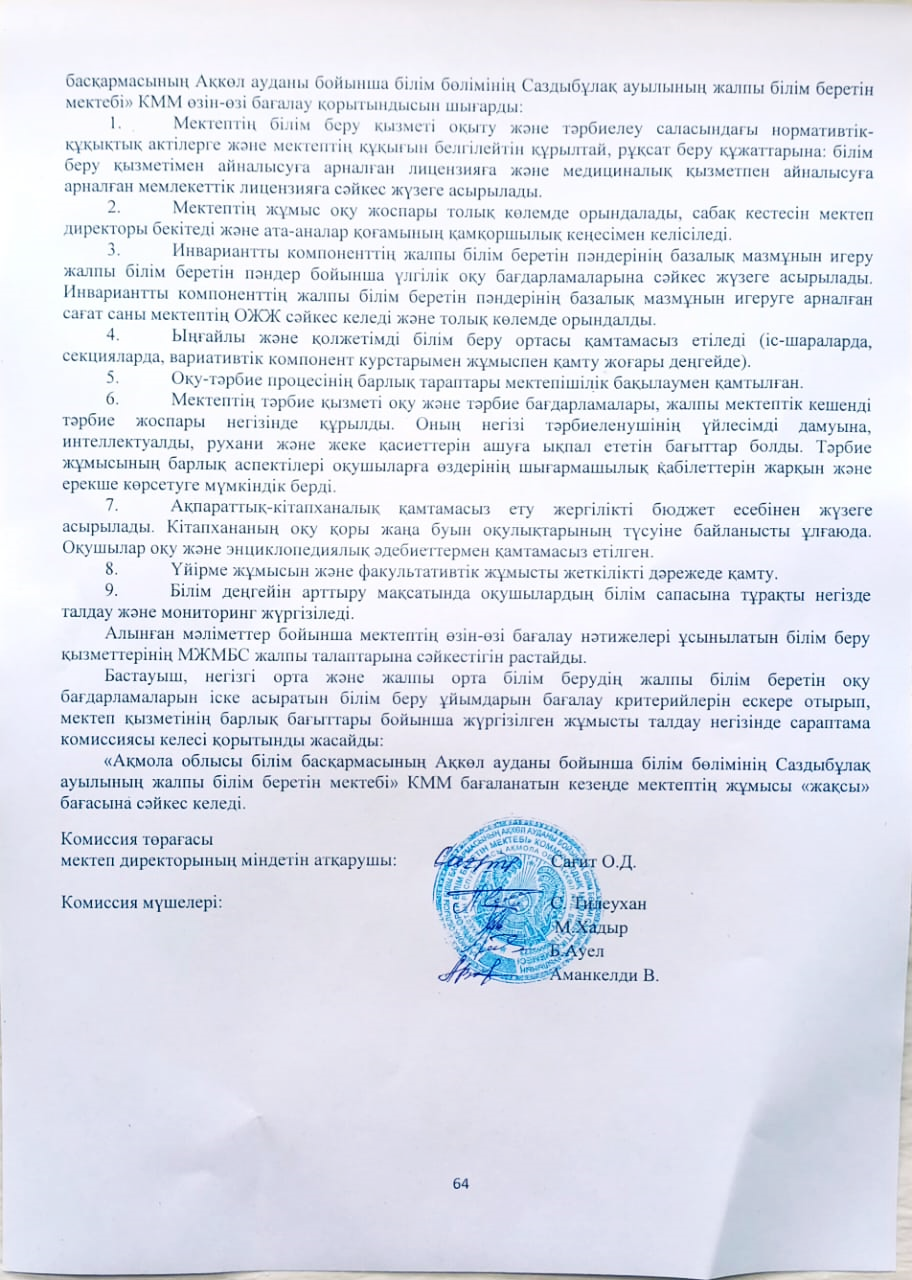 басқармасының Ақкөл ауданы бойынша білім бөлімінің Саздыбұлақ ауылының жалпы білім беретін
мектебі» КММ өзін-өзі бағалау қорытындысын шығарды:
1. Мектептің білім беру қызметі оқыту және тәрбиелеу саласындағы нормативтік-
құқықтық актілерге және мектептің құқығын белгілейтін құрылтай, рұқсат беру құжаттарына: білім
беру қызметімен айналысуға арналған лицензияға және медициналық қызметпен айналысуға
арналған мемлекеттік лицензияға сәйкес жүзеге асырылады.
2. Мектептің жұмыс оқу жоспары толық көлемде орындалады, сабақ кестесін мектеп
директоры бекітеді және ата-аналар қоғамының қамқоршылық кеңесімен келісіледі.
3. Инвариантты компоненттің жалпы білім беретін пәндерінің базалық мазмұнын игеру
жалпы білім беретін пәндер бойынша үлгілік оқу бағдарламаларына сәйкес жүзеге асырылады.
Инвариантты компоненттің жалпы білім беретін пәндерінің базалық мазмұнын игеруге арналған
сағат саны мектептің ОЖЖ сәйкес келеді және толық көлемде орындалды.
4. Ыңғайлы және қолжетімді білім беру ортасы қамтамасыз етіледі (іс-шараларда,
секцияларда, вариативтік компонент курстарымен жұмыспен қамту жоғары деңгейде).
5. Оқу-тәрбие процесінің барлық тараптары мектепішілік бақылаумен қамтылған.
6. Мектептің тәрбие қызметі оқу және тәрбие бағдарламалары, жалпы мектептік кешенді
тәрбие жоспары негізінде құрылды. Оның негізі тәрбиеленушінің үйлесімді дамуына,
интеллектуалды, рухани және жеке қасиеттерін ашуға ықпал ететін бағыттар болды. Тәрбие
жұмысының барлық аспектілері оқушыларға өздерінің шығармашылық қабілеттерін жарқын және
ерекше көрсетуге мүмкіндік берді.
7. Ақпараттық-кітапханалық қамтамасыз ету жергілікті бюджет есебінен жүзеге
асырылады. Кітапхананың оқу қоры жаңа буын оқулықтарының түсуіне байланысты ұлғаюда.
Оқушылар оқу және энциклопедиялық әдебиеттермен қамтамасыз етілген.
8. Үйірме жұмысын және факультативтік жұмысты жеткілікті дәрежеде қамту.
9. Білім деңгейін арттыру мақсатында оқушылардың білім сапасына тұрақты негізде
талдау және мониторинг жүргізіледі.
Алынған мәліметтер бойынша мектептің өзін-өзі бағалау нәтижелері ұсынылатын білім беру
қызметтерінің МЖМБС жалпы талаптарына сәйкестігін растайды.
Бастауыш, негізгі орта және жалпы орта білім берудің жалпы білім беретін оқу
бағдарламаларын іске асыратын білім беру ұйымдарын бағалау критерийлерін ескере отырып,
мектеп қызметінің барлық бағыттары бойынша жүргізілген жұмысты талдау негізінде сараптама
комиссиясы келесі қорытынды жасайды:
«Ақмола облысы білім басқармасының Ақкөл ауданы бойынша білім бөлімінің Саздыбұлақ
ауылының жалпы білім беретін мектебі» КММ бағаланатын кезеңде мектептің жұмысы «жақсы»
бағасына сәйкес келеді.
Комиссия төрағасы
мектеп директорының міндетін атқарушы: Сағит О.Д.
Комиссия мүшелері: С. Тилеухан
М.Хадыр
Б.Ауел
Аманкелди В.
64